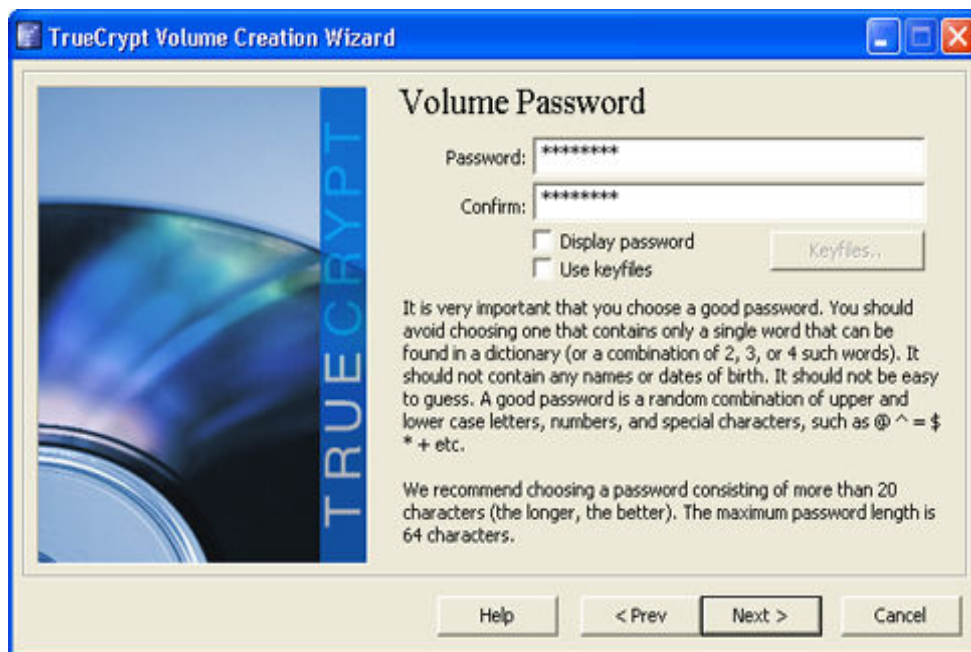 TrueCrypt Volume Creation Wizard
TRUECRYPT
Volume Password
Password: ********
Confirm: ********
Display password
Keyfiles..
Use keyfiles
It is very important that you choose a good password. You should
avoid choosing one that contains only a single word that can be
found in a dictionary (or a combination of 2, 3, or 4 such words). It
should not contain any names or dates of birth. It should not be easy
to guess. A good password is a random combination of upper and
lower case letters, numbers, and special characters, such as @ ^ = $
* + etc.
We recommend choosing a password consisting of more than 20
characters (the longer, the better). The maximum password length is
64 characters.
Help
< Prev
Next >
Cancel